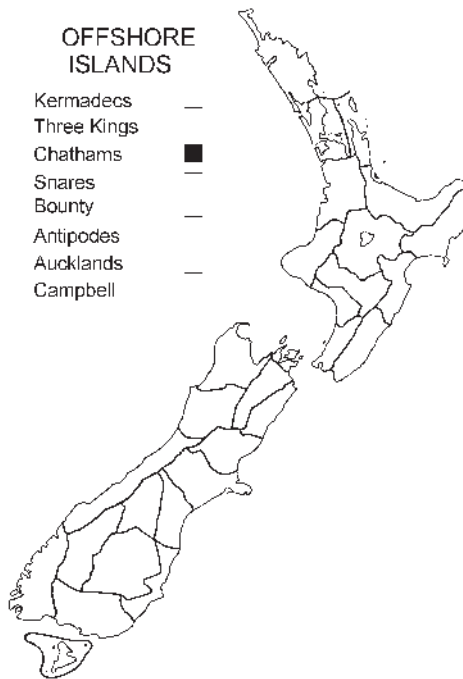 OFFSHORE
ISLANDS
Kermadecs
Three Kings
Chathams
Snares
Bounty
Antipodes
Aucklands
Campbell